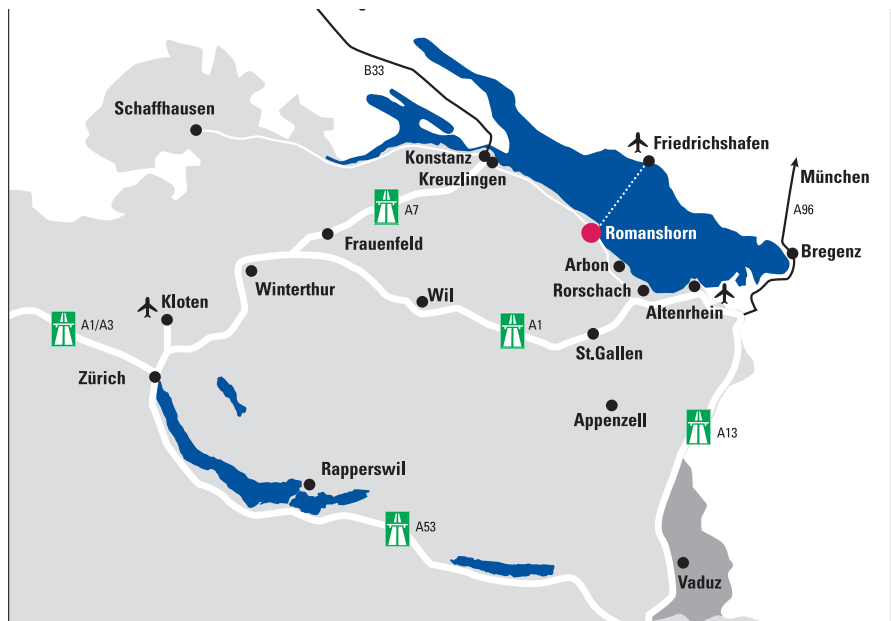 B33
Schaffhausen
Friedrichshafen
Konstanz
Kreuzlingen
München
A7
A96
Frauenfeld
Romanshorn
Bregenz
Arbon
Winterthur
Kloten
Wil
Rorschach
Altenrhein
A1/A3
A1
St.Gallen
Zürich
Appenzell
A13
Rapperswil
A53
Vaduz